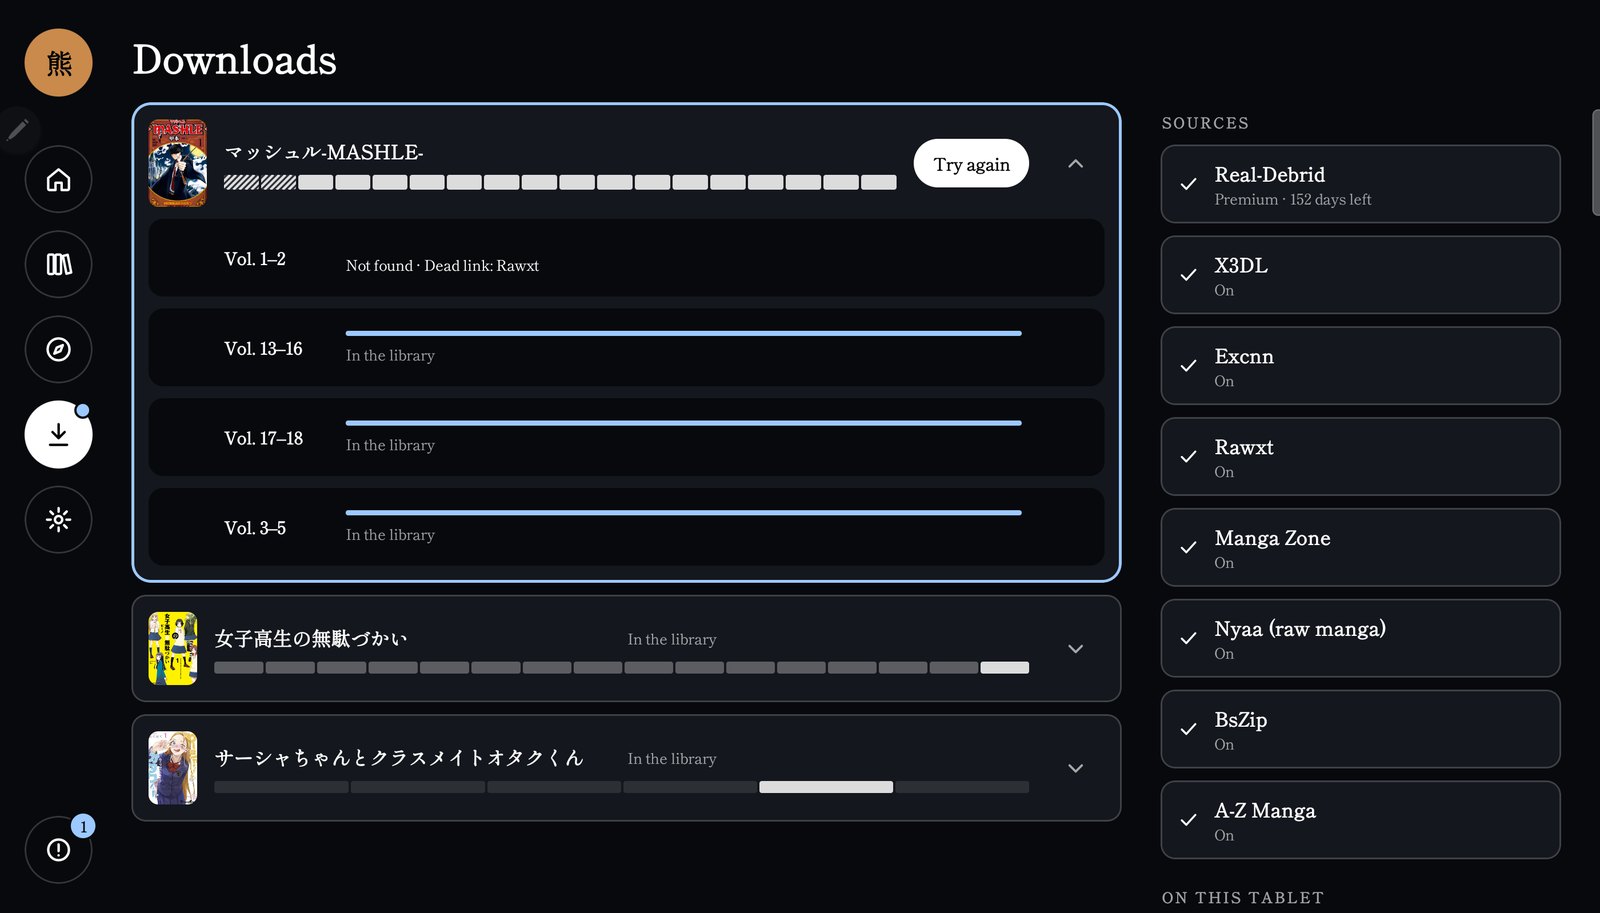 熊
Downloads
MASHLE
マッシュル-MASHLE-
Try again
Vol. 1–2
Not found · Dead link: Rawxt
Vol. 13–16
In the library
Vol. 17–18
In the library
Vol. 3–5
In the library
女子高生の無駄づかい
In the library
サーシャちゃんとクラスメイトオタクくん
In the library
1
SOURCES
Real-Debrid
Premium · 152 days left
X3DL
On
Excnn
On
Rawxt
On
Manga Zone
On
Nyaa (raw manga)
On
BsZip
On
A-Z Manga
On
ON THIS TABLET